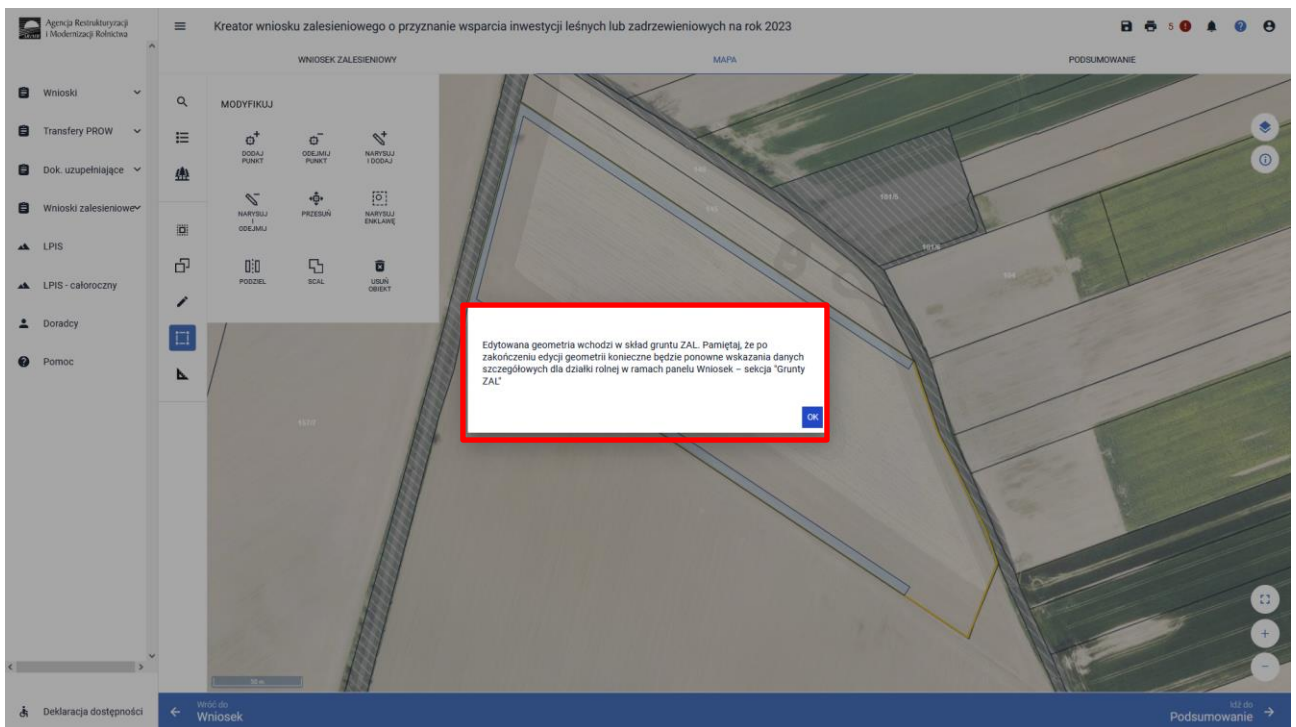 Agencja Restrukturyzacji
i Modernizacji Rolnictwa
Kreator wniosku zalesieniowego o przyznanie wsparcia inwestycji leśnych lub zadrzewieniowych na rok 2023
5
WNIOSEK ZALESIENIOWY
MAPA
PODSUMOWANIE
Wnioski
Transfery PROW
Dok. uzupełniające
Wnioski zalesieniowe
LPIS
LPIS - całoroczny
Doradcy
Pomoc
MODYFIKUJ
DODAJ
PUNKT
ODEJMIJ
PUNKT
NARYSUJ
I DODAJ
NARYSUJ
I
ODEJMIJ
PRZESUŃ
NARYSUJ
ENKLAWĘ
PODZIEL
SCAL
USUŃ
OBIEKT
Edytowana geometria wchodzi w skład gruntu ZAL. Pamiętaj, że po
zakończeniu edycji geometrii konieczne będzie ponowne wskazania danych
szczegółowych dla działki rolnej w ramach panelu Wniosek – sekcja "Grunty
ZAL"
OK
Deklaracja dostępności
Wróć do
Wniosek
Idź do
Podsumowanie